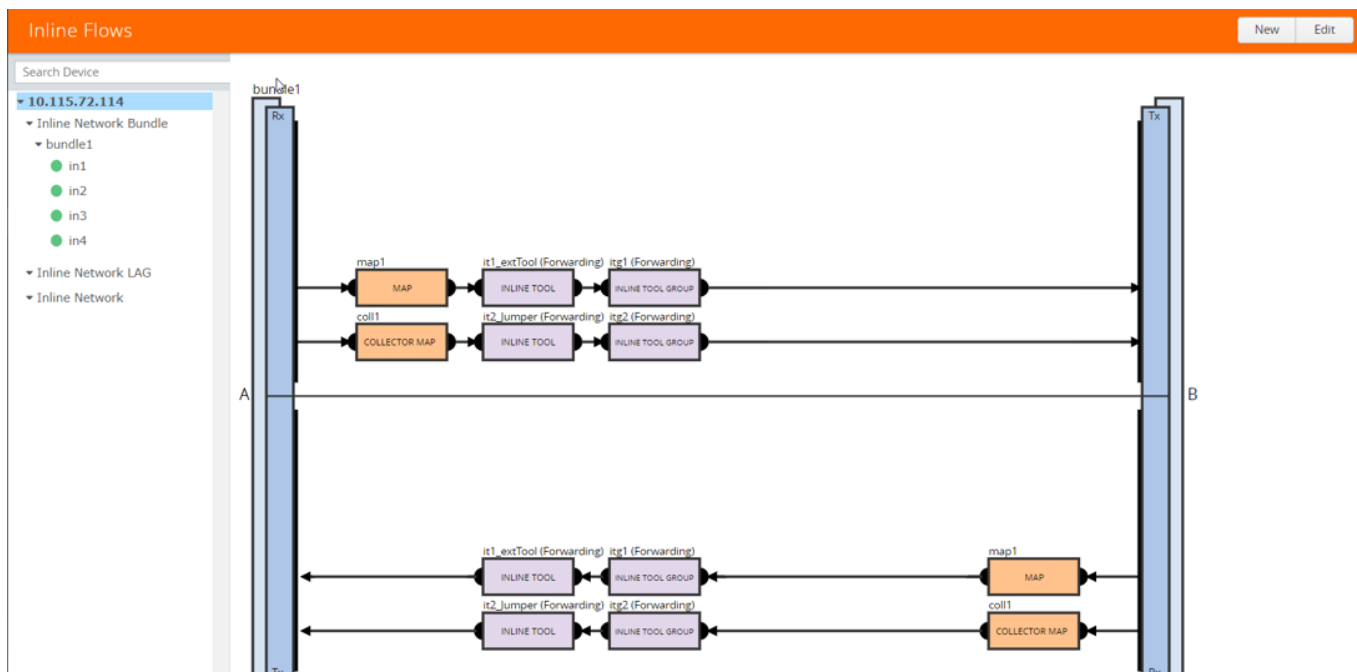 Inline Flows
New
Edit
Search Device
10.115.72.114
Inline Network Bundle
bundle1
in1
in2
in3
in4
Inline Network LAG
Inline Network
bundle1
Rx
Tx
map1
it1_extTool (Forwarding)
itg1 (Forwarding)
MAP
INLINE TOOL
INLINE TOOL GROUP
coll1
it2_Jumper (Forwarding)
itg2 (Forwarding)
COLLECTOR MAP
INLINE TOOL
INLINE TOOL GROUP
A
B
it1_extTool (Forwarding)
itg1 (Forwarding)
map1
INLINE TOOL
INLINE TOOL GROUP
MAP
it2_Jumper (Forwarding)
itg2 (Forwarding)
coll1
INLINE TOOL
INLINE TOOL GROUP
COLLECTOR MAP
Tx
Rx